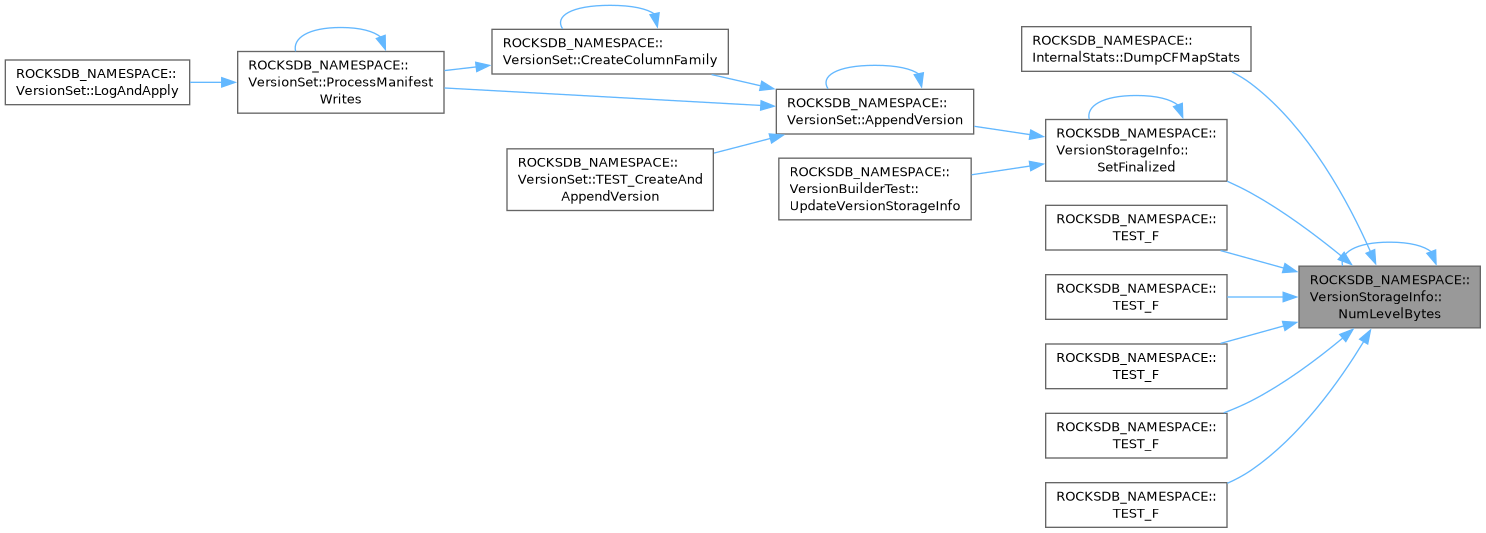 ROCKSDB_NAMESPACE::
VersionSet::LogAndApply
ROCKSDB_NAMESPACE::
VersionSet::ProcessManifest
Writes
ROCKSDB_NAMESPACE::
VersionSet::CreateColumnFamily
ROCKSDB_NAMESPACE::
VersionSet::TEST_CreateAnd
AppendVersion
ROCKSDB_NAMESPACE::
VersionSet::AppendVersion
ROCKSDB_NAMESPACE::
VersionBuilderTest::
UpdateVersionStorageInfo
ROCKSDB_NAMESPACE::
InternalStats::DumpCFMapStats
ROCKSDB_NAMESPACE::
VersionStorageInfo::
SetFinalized
ROCKSDB_NAMESPACE::
TEST_F
ROCKSDB_NAMESPACE::
TEST_F
ROCKSDB_NAMESPACE::
TEST_F
ROCKSDB_NAMESPACE::
TEST_F
ROCKSDB_NAMESPACE::
TEST_F
ROCKSDB_NAMESPACE::
VersionStorageInfo::
NumLevelBytes